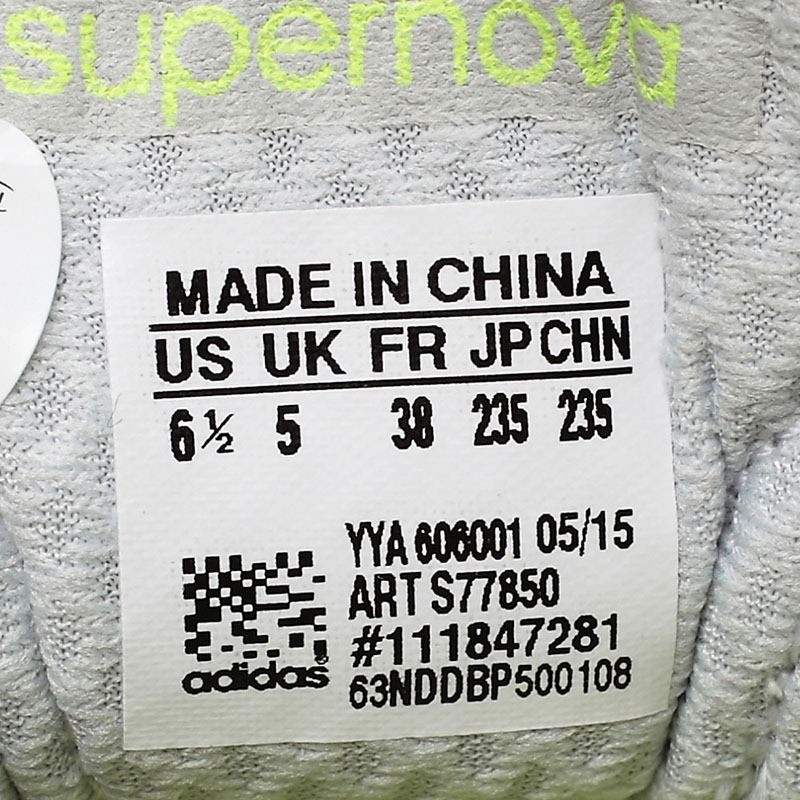 supernova
MADE IN CHINA
US UK FR JP CHN
6½ 5 38 235 235
YYA 606001 05/15
ART S77850
#111847281
63NDDBP500108
adidas®